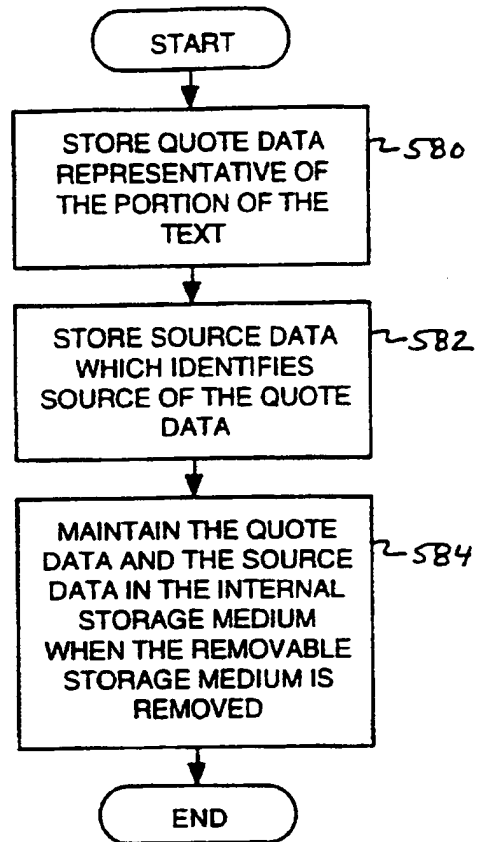 START
STORE QUOTE DATA
REPRESENTATIVE OF
THE PORTION OF THE
TEXT
580
STORE SOURCE DATA
WHICH IDENTIFIES
SOURCE OF THE QUOTE
DATA
582
MAINTAIN THE QUOTE
DATA AND THE SOURCE
DATA IN THE INTERNAL
STORAGE MEDIUM
WHEN THE REMOVABLE
STORAGE MEDIUM IS
REMOVED
584
END